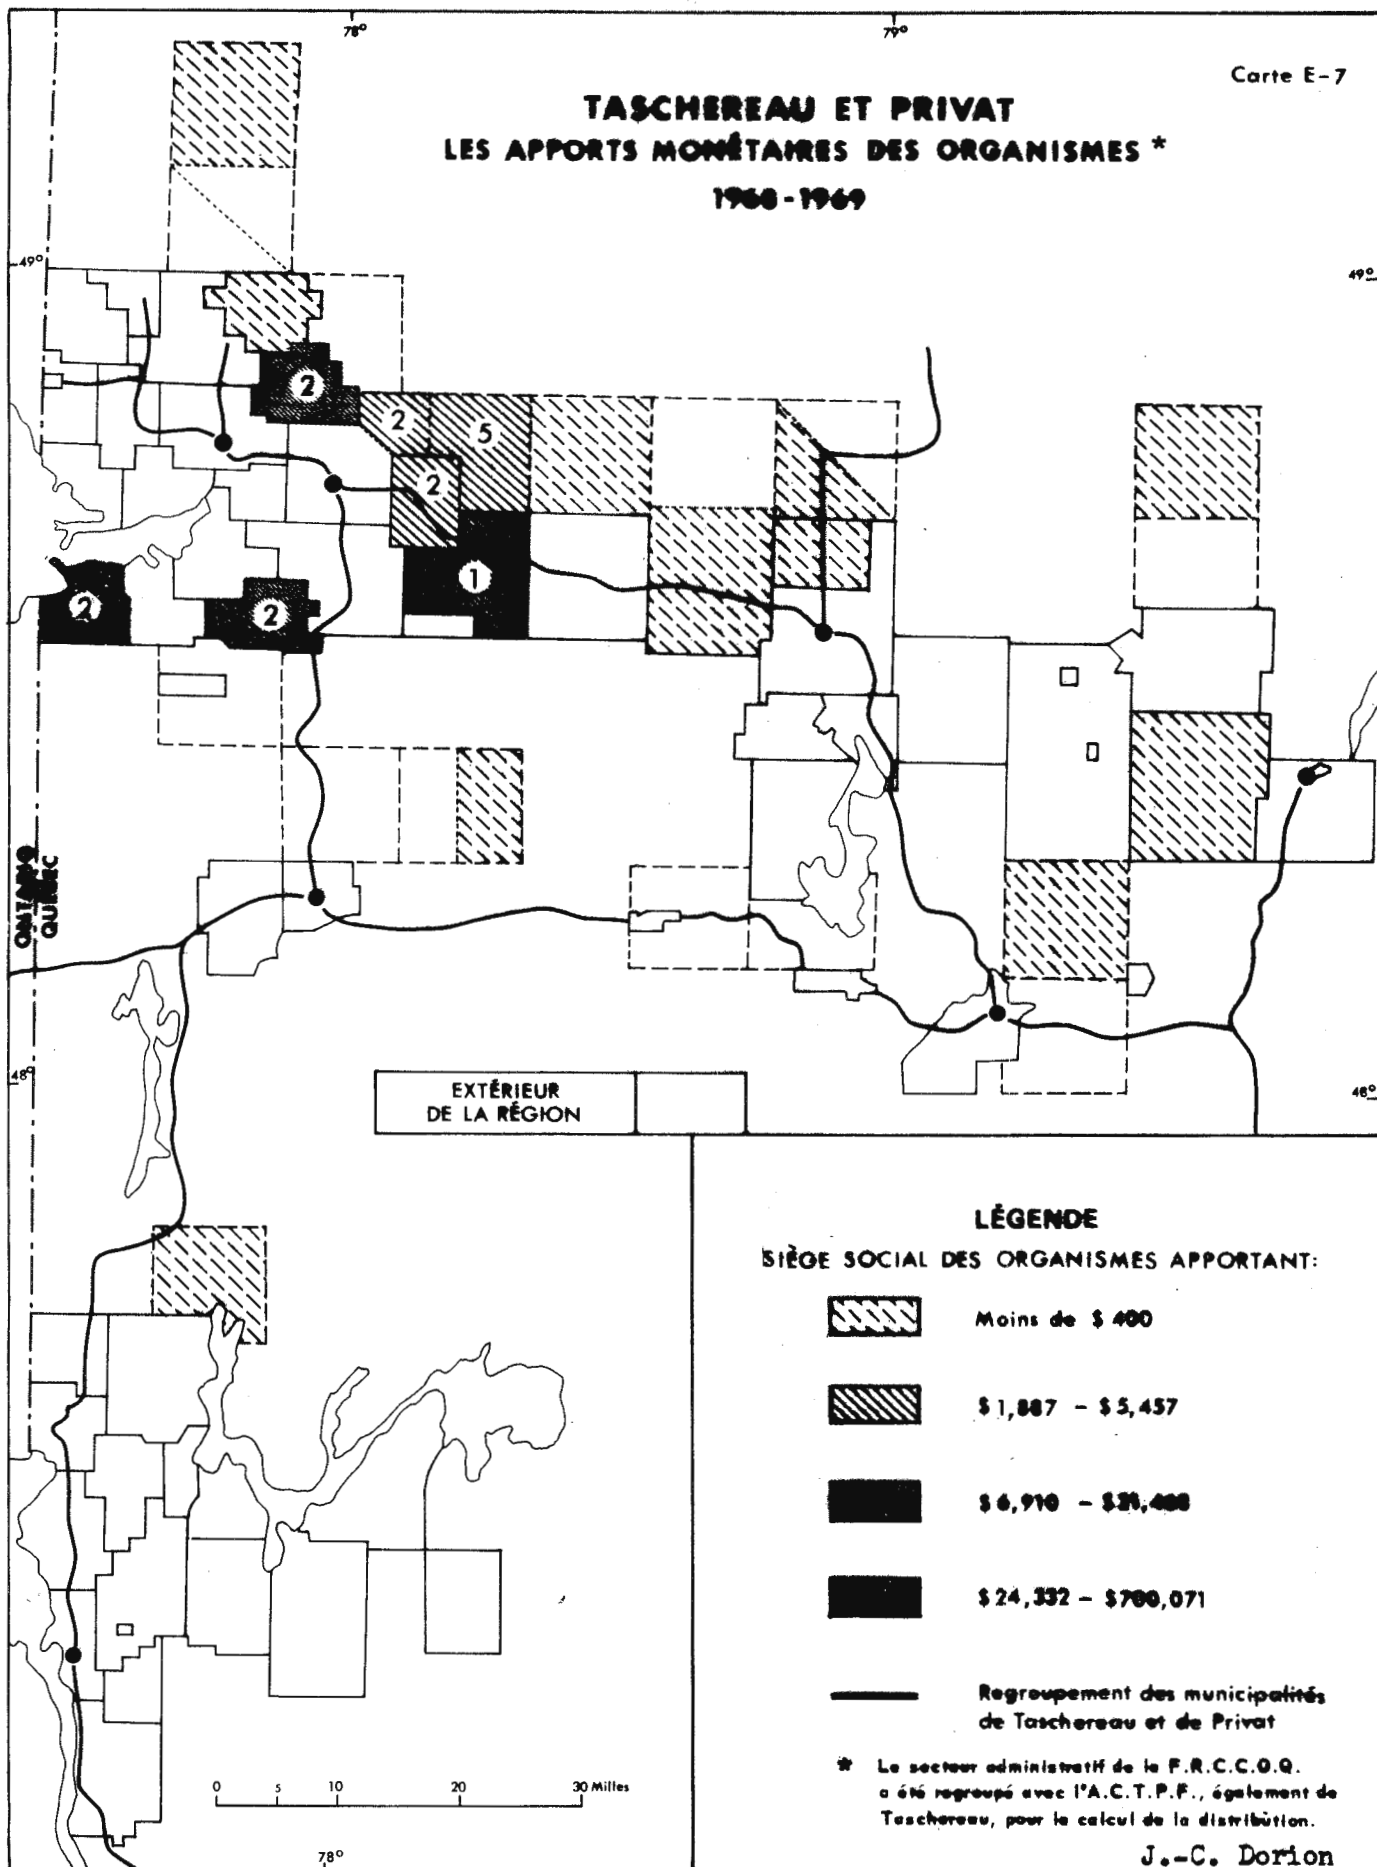 78°
79°
Carte E-7
TASCHEREAU ET PRIVAT
LES APPORTS MONÉTAIRES DES ORGANISMES *
1968-1969
49°
49°
2
2
5
2
1
2
2
ONTARIO
QUÉBEC
48°
48°
EXTÉRIEUR
DE LA RÉGION
LÉGENDE
SIÈGE SOCIAL DES ORGANISMES APPORTANT:
Moins de $ 400
$ 1,887 - $ 5,457
$ 6,910 -
$ 24,332 - $700,071
Regroupement des municipalités
de Taschereau et de Privat
* Le secteur administratif de la F.R.C.C.O.Q.
a été regroupé avec l'A.C.T.P.F., également de
Taschereau, pour le calcul de la distribution.
0 5 10 20 30 Milles
J.-C. Dorion
78°